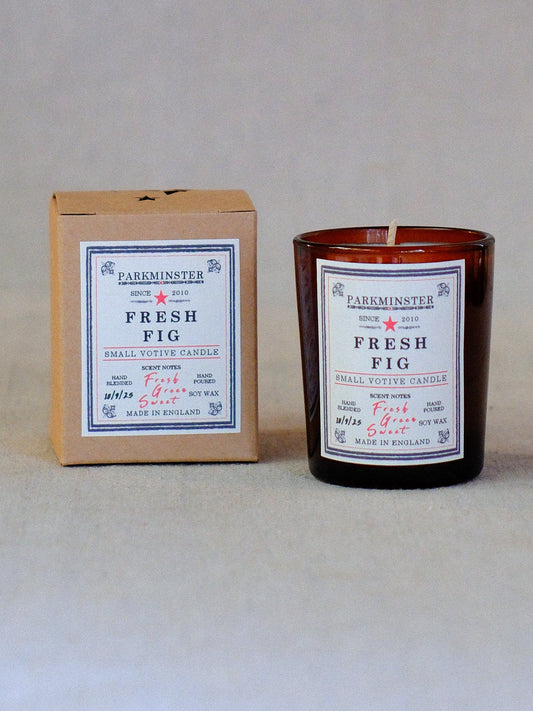 PARKMINSTER
SINCE 2010
FRESH
FIG
SMALL VOTIVE CANDLE
SCENT NOTES
HAND BLENDED
10/9/25
Fresh
Green
Sweet
HAND POURED
SOY WAX
MADE IN ENGLAND
PARKMINSTER
SINCE 2010
FRESH
FIG
SMALL VOTIVE CANDLE
SCENT NOTES
HAND BLENDED
10/9/25
Fresh
Green
Sweet
HAND POURED
SOY WAX
MADE IN ENGLAND